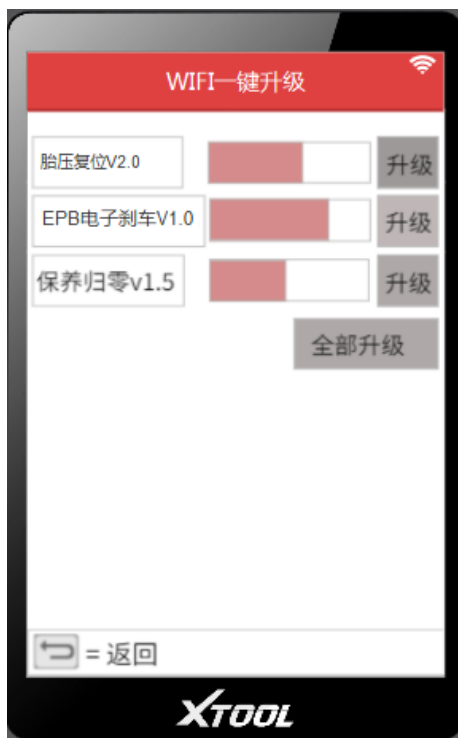 WIFI一键升级
胎压复位V2.0 升级
EPB电子刹车V1.0 升级
保养归零v1.5 升级
全部升级
= 返回
XTOOL